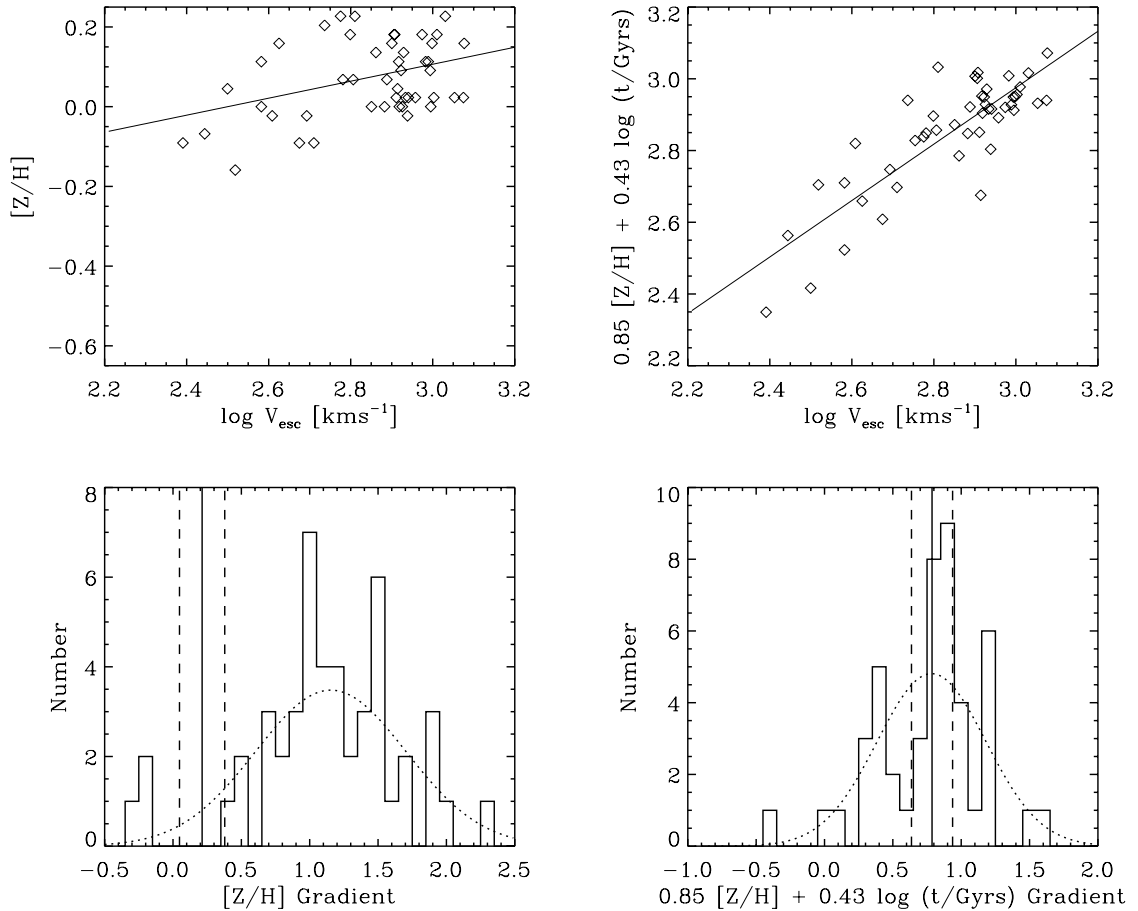 0.2
0.0
−0.2
−0.4
−0.6
[Z/H]
2.2 2.4 2.6 2.8 3.0 3.2
log V_esc [kms⁻¹]
3.2
3.0
2.8
2.6
2.4
2.2
0.85 [Z/H] + 0.43 log (t/Gyrs)
2.2 2.4 2.6 2.8 3.0 3.2
log V_esc [kms⁻¹]
8
6
4
2
0
Number
−0.5 0.0 0.5 1.0 1.5 2.0 2.5
[Z/H] Gradient
10
8
6
4
2
0
Number
−1.0 −0.5 0.0 0.5 1.0 1.5 2.0
0.85 [Z/H] + 0.43 log (t/Gyrs) Gradient